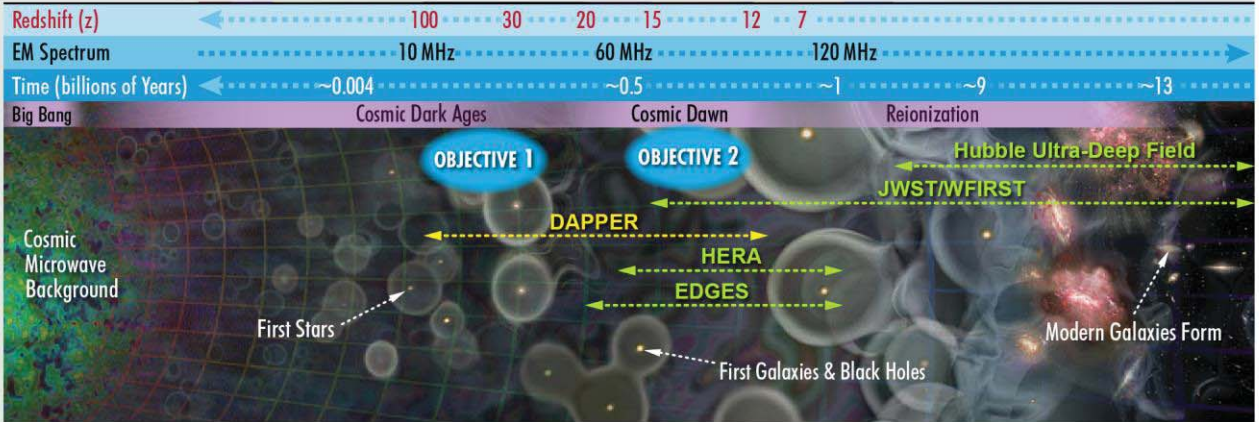 Redshift (z) 100 30 20 15 12 7
EM Spectrum 10 MHz 60 MHz 120 MHz
Time (billions of Years) ~0.004 ~0.5 ~1 ~9 ~13
Big Bang Cosmic Dark Ages Cosmic Dawn Reionization
OBJECTIVE 1 OBJECTIVE 2
Hubble Ultra-Deep Field
JWST/WFIRST
DAPPER
HERA
EDGES
Cosmic
Microwave
Background
First Stars
First Galaxies & Black Holes
Modern Galaxies Form